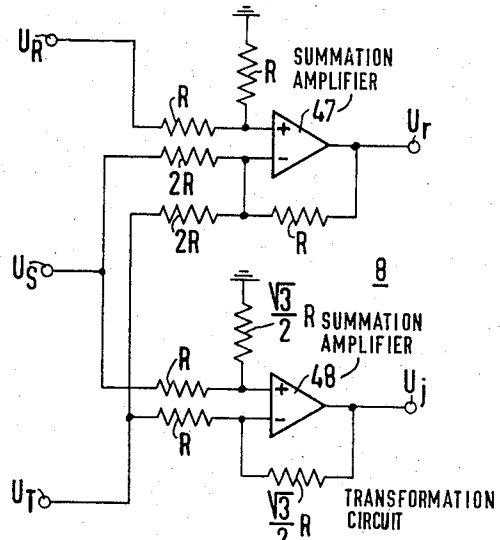 U_R
R
SUMMATION
AMPLIFIER
R
47
U_r
2R
2R
R
8
U_S
√3/2 R
SUMMATION
AMPLIFIER
R
48
U_j
R
U_T
√3/2 R
TRANSFORMATION
CIRCUIT
+
-
+
-